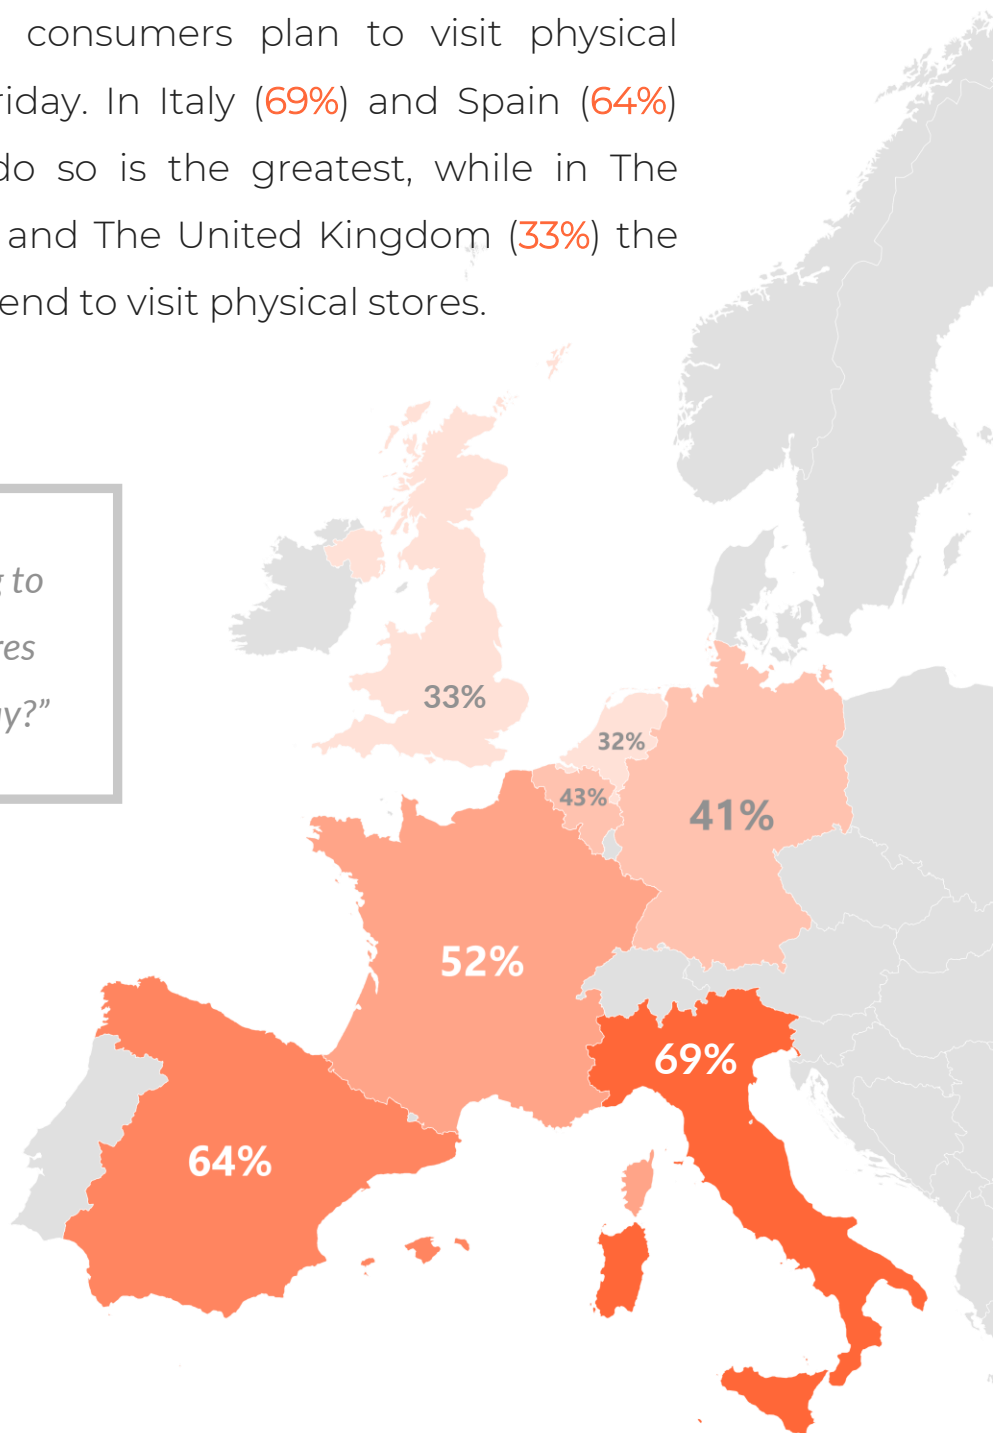 consumers plan to visit physical
riday. In Italy (69%) and Spain (64%)
do so is the greatest, while in The
and The United Kingdom (33%) the
end to visit physical stores.
to
res
y?”
33%
32%
43%
41%
52%
69%
64%